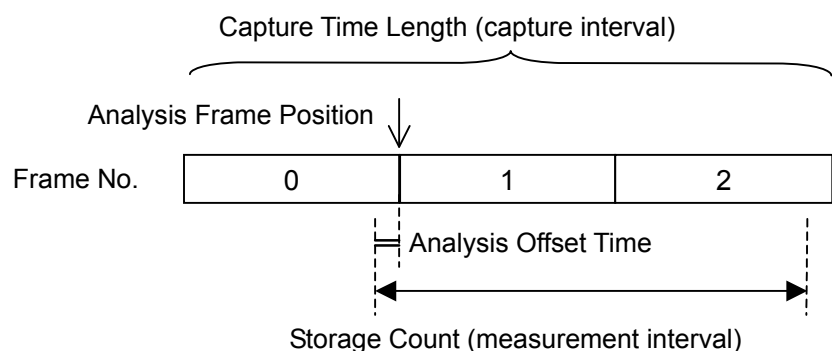 Capture Time Length (capture interval)
Analysis Frame Position
Frame No. 0 1 2
Analysis Offset Time
Storage Count (measurement interval)